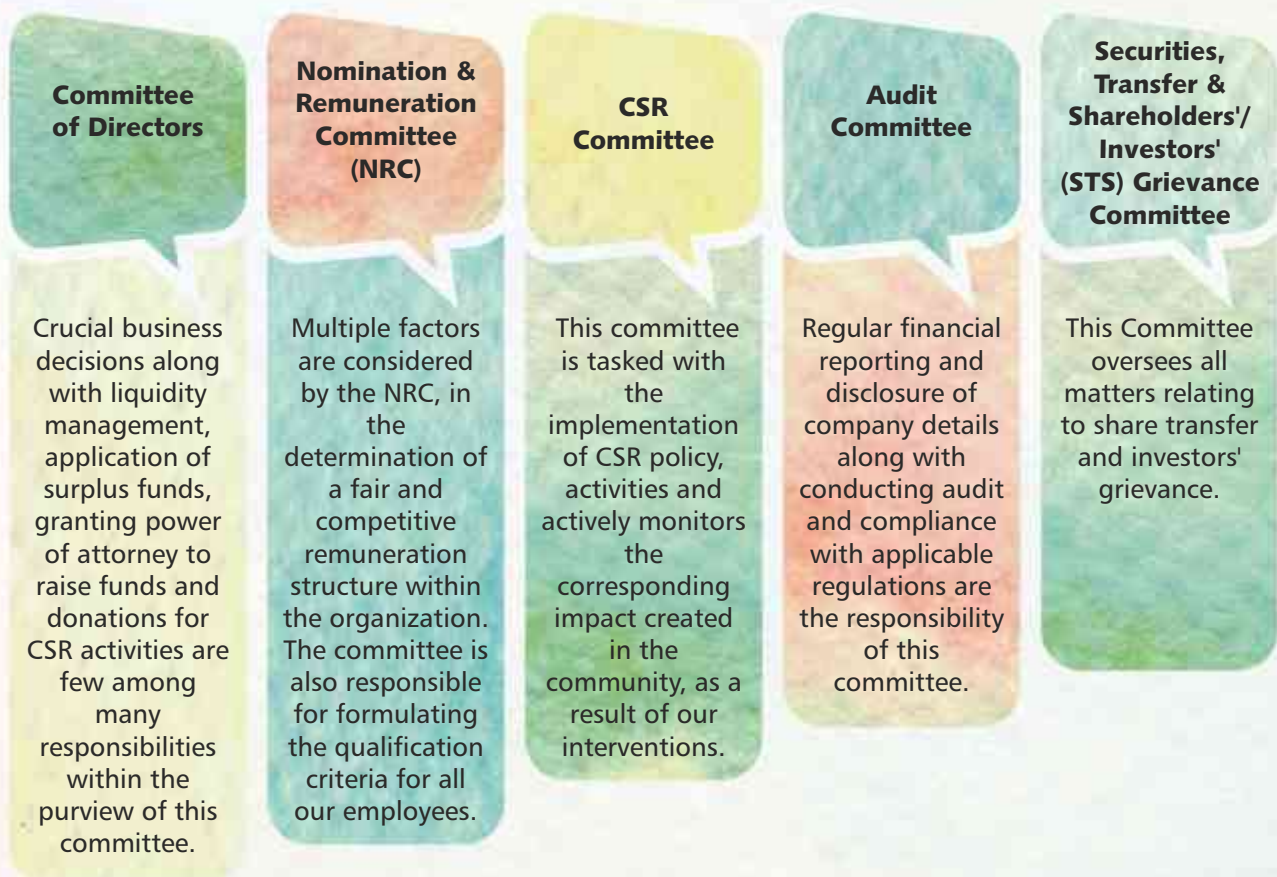 Committee
of Directors
Crucial business
decisions along
with liquidity
management,
application of
surplus funds,
granting power
of attorney to
raise funds and
donations for
CSR activities are
few among
many
responsibilities
within the
purview of this
committee.
Nomination &
Remuneration
Committee
(NRC)
Multiple factors
are considered
by the NRC, in
the
determination of
a fair and
competitive
remuneration
structure within
the organization.
The committee is
also responsible
for formulating
the qualification
criteria for all
our employees.
CSR
Committee
This committee
is tasked with
the
implementation
of CSR policy,
activities and
actively monitors
the
corresponding
impact created
in the
community, as a
result of our
interventions.
Audit
Committee
Regular financial
reporting and
disclosure of
company details
along with
conducting audit
and compliance
with applicable
regulations are
the responsibility
of this
committee.
Securities,
Transfer &
Shareholders'/
Investors'
(STS) Grievance
Committee
This Committee
oversees all
matters relating
to share transfer
and investors'
grievance.